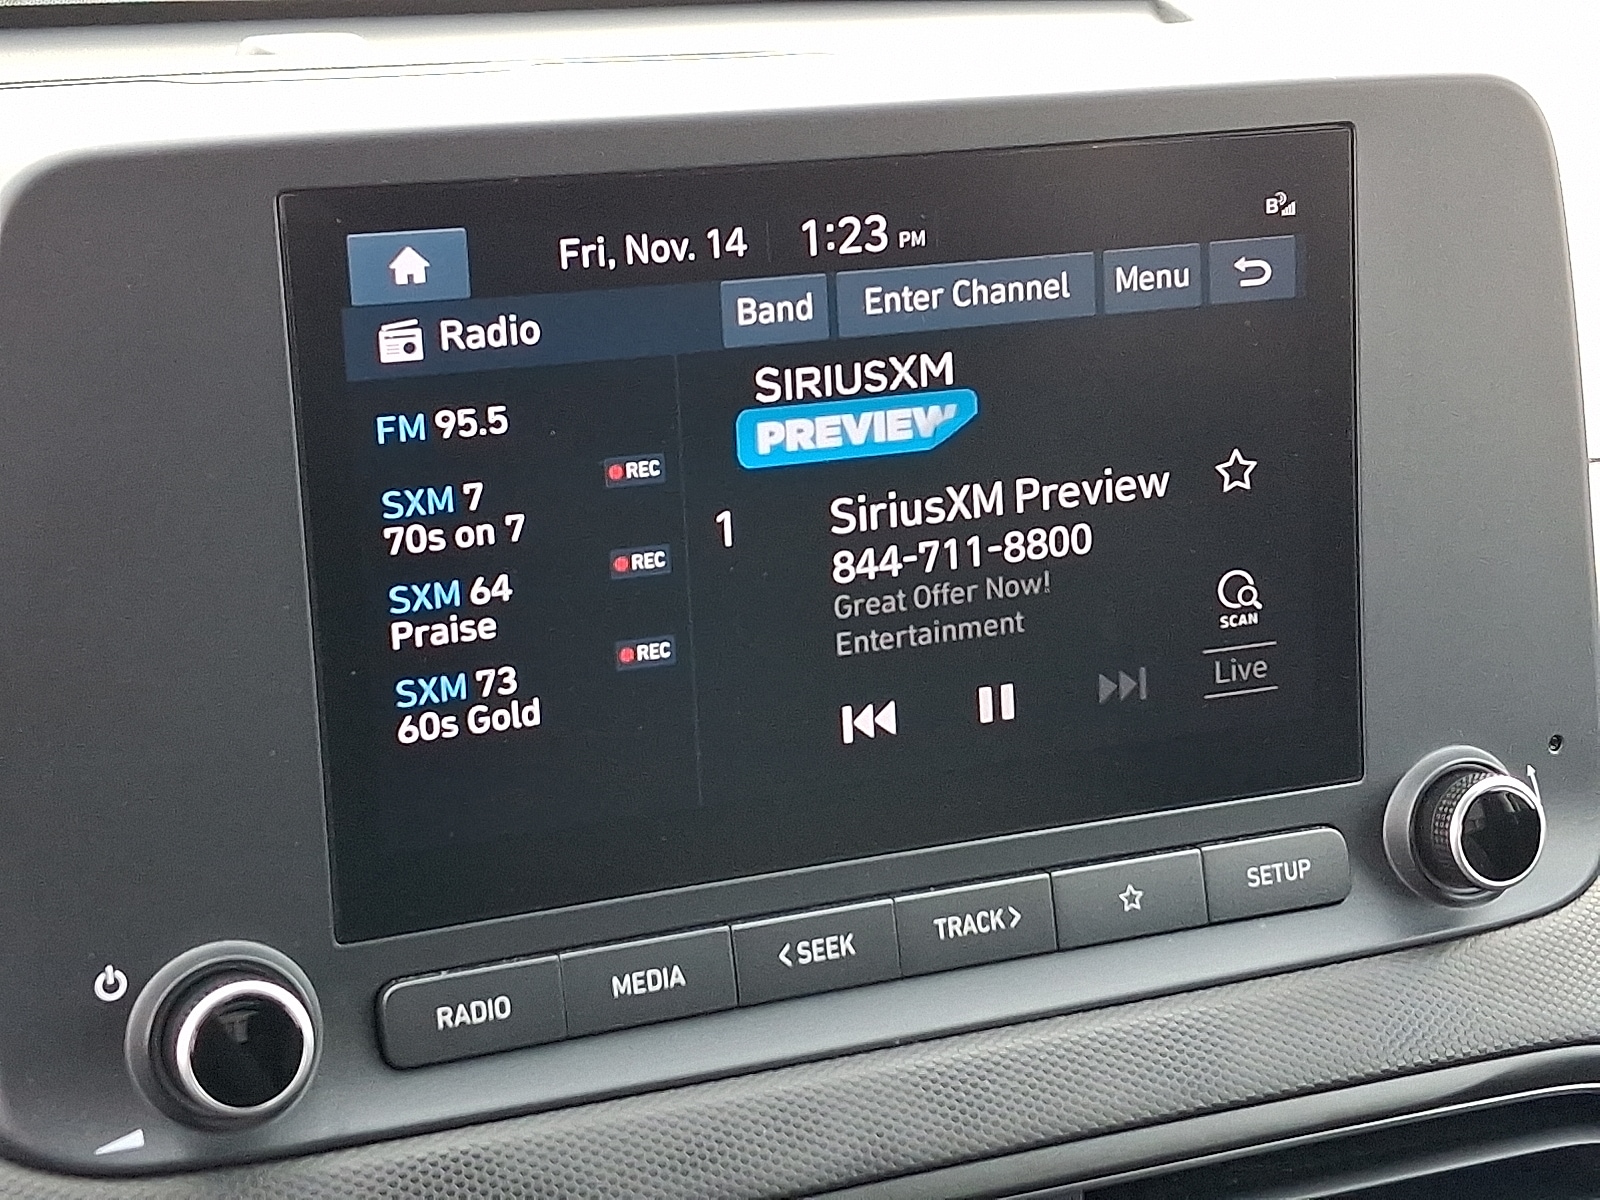 Fri, Nov. 14 1:23 PM
B
Radio
Band
Enter Channel
Menu
FM 95.5
REC
SXM 7
70s on 7
REC
SXM 64
Praise
REC
SXM 73
60s Gold
SIRIUSXM
PREVIEW
1
SiriusXM Preview
844-711-8800
Great Offer Now!
Entertainment
SCAN
Live
RADIO
MEDIA
< SEEK
TRACK >
SETUP